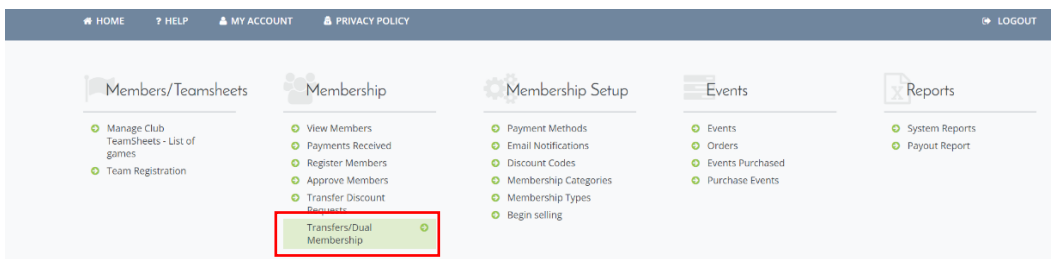 HOME ? HELP MY ACCOUNT PRIVACY POLICY LOGOUT
Members/Teamsheets
Manage Club
TeamSheets - List of
games
Team Registration
Membership
View Members
Payments Received
Register Members
Approve Members
Transfer Discount
Requests
Transfers/Dual
Membership
Membership Setup
Payment Methods
Email Notifications
Discount Codes
Membership Categories
Membership Types
Begin selling
Events
Events
Orders
Events Purchased
Purchase Events
Reports
System Reports
Payout Report